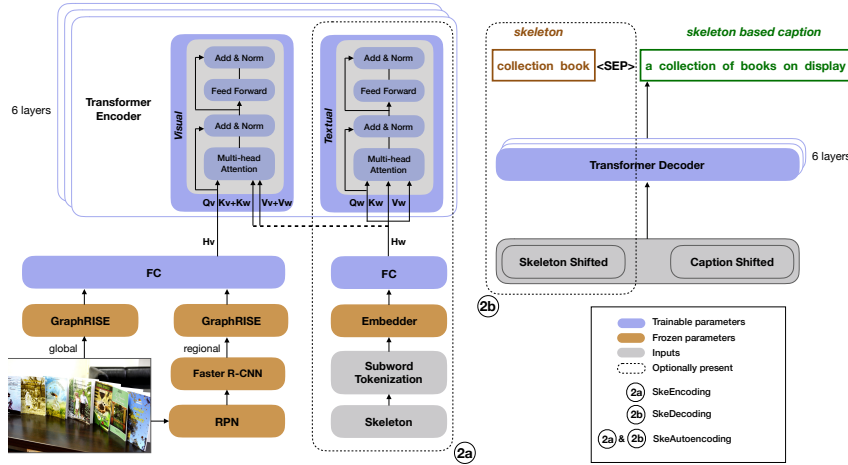 6 layers
Transformer
Encoder
Visual
Add & Norm
Feed Forward
Add & Norm
Multi-head
Attention
Qv Kv+Kw Vv+Vw
Textual
Add & Norm
Feed Forward
Add & Norm
Multi-head
Attention
Qw Kw Vw
Hv
Hw
FC
FC
GraphRISE
GraphRISE
Embedder
global
regional
Faster R-CNN
Subword
Tokenization
RPN
Skeleton
2a
skeleton
skeleton based caption
collection book <SEP> a collection of books on display
Transformer Decoder
6 layers
Skeleton Shifted
Caption Shifted
2b
Trainable parameters
Frozen parameters
Inputs
Optionally present
2a SkeEncoding
2b SkeDecoding
2a & 2b SkeAutoencoding